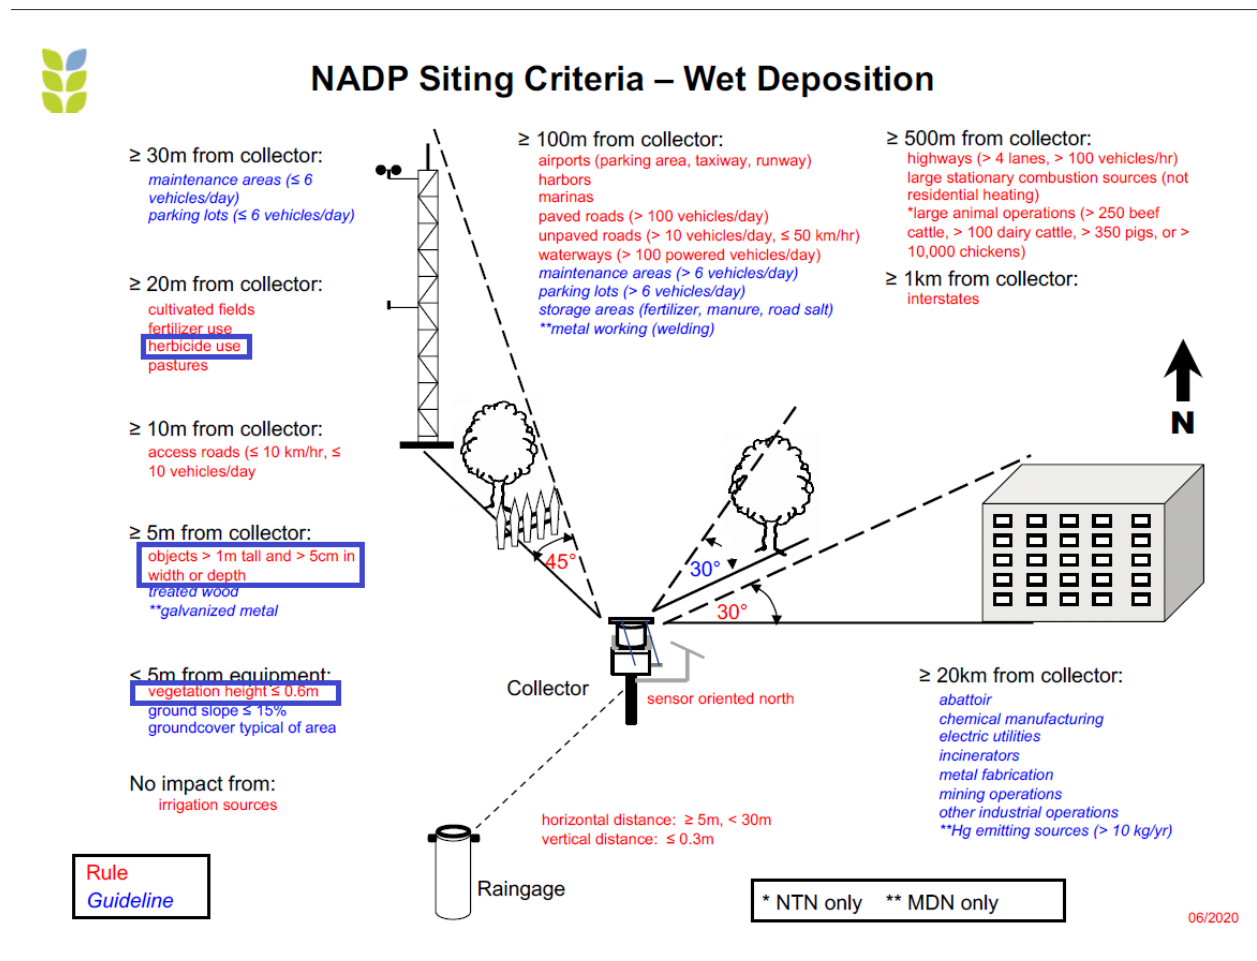 NADP Siting Criteria – Wet Deposition
≥ 30m from collector:
maintenance areas (≤ 6
vehicles/day)
parking lots (≤ 6 vehicles/day)
≥ 20m from collector:
cultivated fields
fertilizer use
herbicide use
pastures
≥ 10m from collector:
access roads (≤ 10 km/hr, ≤
10 vehicles/day
≥ 5m from collector:
objects > 1m tall and > 5cm in
width or depth
treated wood
**galvanized metal
< 5m from equipment:
vegetation height ≤ 0.6m
ground slope ≤ 15%
groundcover typical of area
No impact from:
irrigation sources
≥ 100m from collector:
airports (parking area, taxiway, runway)
harbors
marinas
paved roads (> 100 vehicles/day)
unpaved roads (> 10 vehicles/day, ≤ 50 km/hr)
waterways (> 100 powered vehicles/day)
maintenance areas (> 6 vehicles/day)
parking lots (> 6 vehicles/day)
storage areas (fertilizer, manure, road salt)
**metal working (welding)
≥ 500m from collector:
highways (> 4 lanes, > 100 vehicles/hr)
large stationary combustion sources (not
residential heating)
*large animal operations (> 250 beef
cattle, > 100 dairy cattle, > 350 pigs, or >
10,000 chickens)
≥ 1km from collector:
interstates
N
45°
30°
30°
Collector
sensor oriented north
≥ 20km from collector:
abattoir
chemical manufacturing
electric utilities
incinerators
metal fabrication
mining operations
other industrial operations
**Hg emitting sources (> 10 kg/yr)
horizontal distance: ≥ 5m, < 30m
vertical distance: ≤ 0.3m
Raingage
Rule
Guideline
* NTN only ** MDN only
06/2020